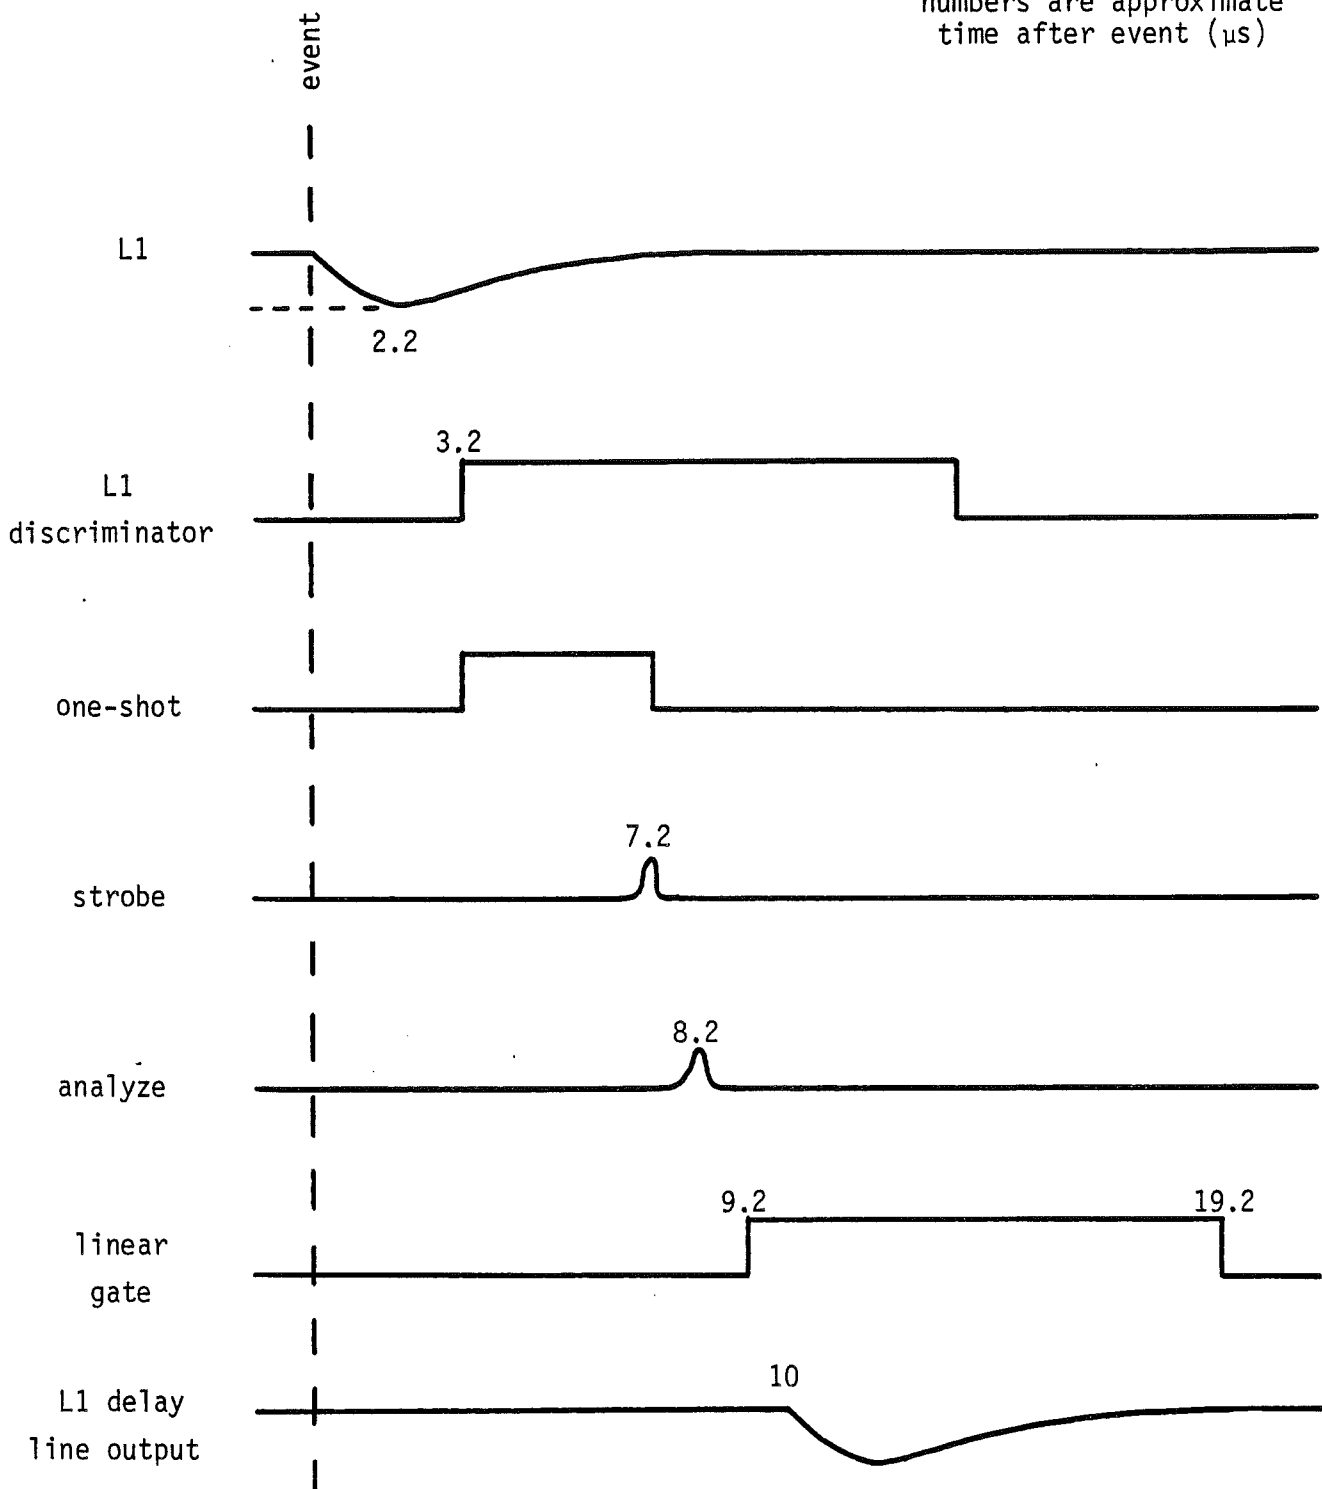 numbers are approximate
time after event (μs)
event
L1
2.2
3.2
L1
discriminator
one-shot
7.2
strobe
8.2
analyze
9.2
19.2
linear
gate
10
L1 delay
line output